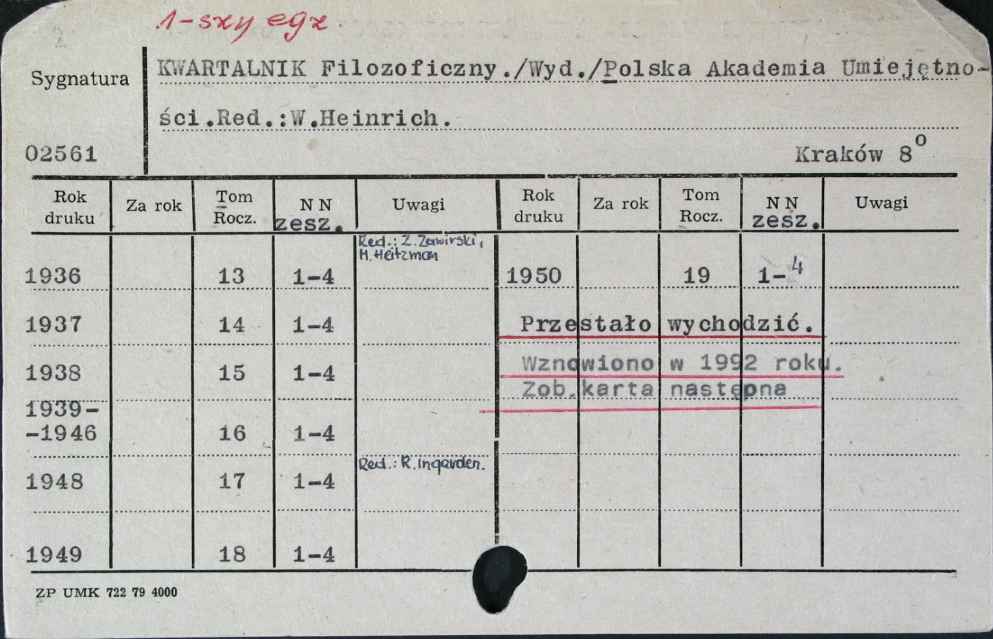 1-szy egz
Sygnatura
KWARTALNIK Filozoficzny./Wyd./Polska Akademia Umiejętno-
ści.Red.:W.Heinrich.
02561
Kraków 8º
Rok druku Za rok Tom Rocz. N N zesz. Uwagi Rok druku Za rok Tom Rocz. N N zesz. Uwagi
Red.: Z.Zawirski,
M.Heitzman
1936 13 1-4 1950 19 1-4
1937 14 1-4 Przestało wychodzić.
1938 15 1-4 Wznowiono w 1992 roku.
Zob.karta następna
1939-
-1946 16 1-4
Red.: R.Ingarden.
1948 17 1-4
1949 18 1-4
ZP UMK 722 79 4000